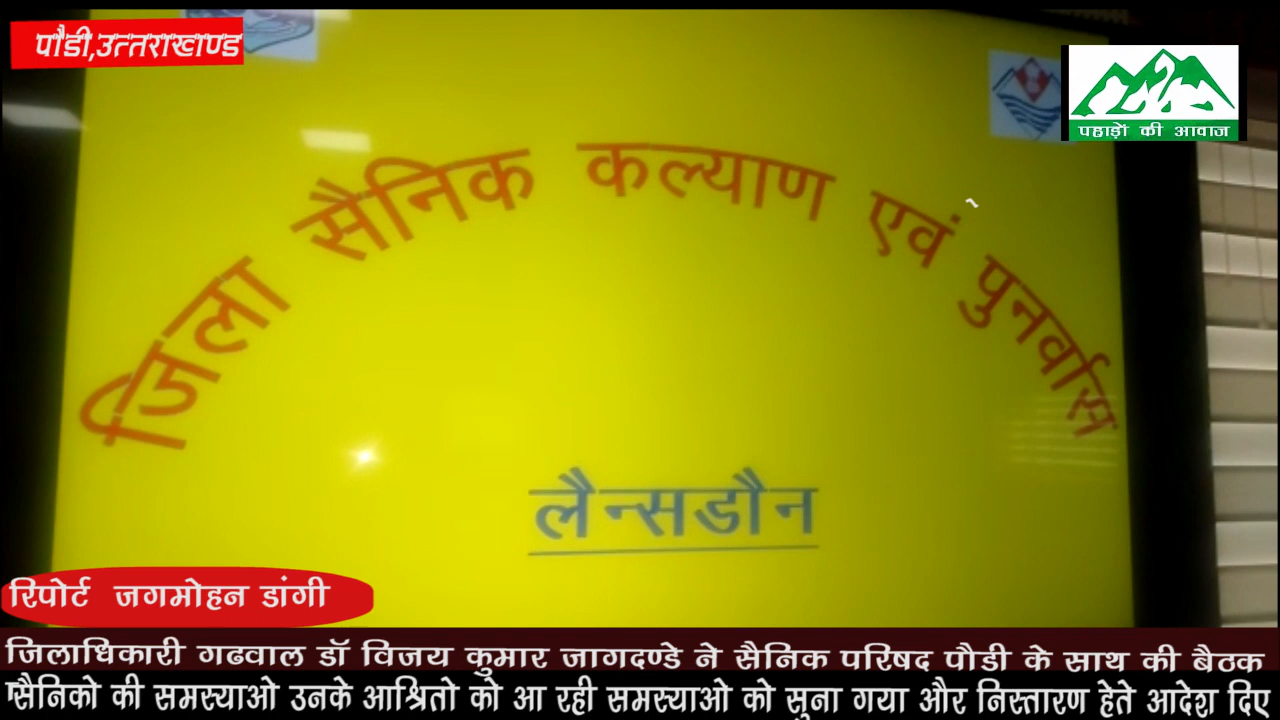 पौडी,उत्तराखण्ड
पहाड़ों की आवाज
जिला सैनिक कल्याण एवं पुनर्वास
लैन्सडौन
रिपोर्ट जगमोहन डांगी
जिलाधिकारी गढवाल डॉ विजय कुमार जागदण्डे ने सैनिक परिषद पौडी के साथ की बैठक
सैनिको की समस्याओ उनके आश्रितो को आ रही समस्याओ को सुना गया और निस्तारण हेते आदेश दिए